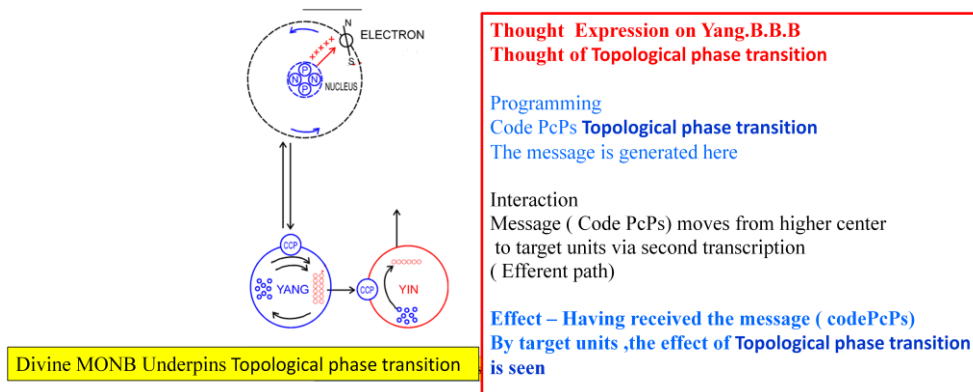 N
ELECTRON
S
P
N N
P
NUCLEUS
CCP
YANG
CCP
YIN
Divine MONB Underpins Topological phase transition
Thought Expression on Yang.B.B.B
Thought of Topological phase transition
Programming
Code PcPs Topological phase transition
The message is generated here
Interaction
Message ( Code PcPs) moves from higher center
to target units via second transcription
( Efferent path)
Effect – Having received the message ( codePcPs)
By target units ,the effect of Topological phase transition
is seen